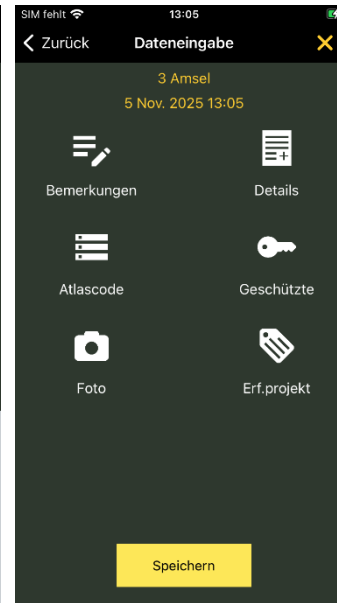 SIM fehlt 13:05
Zurück Dateneingabe
3 Amsel
5 Nov. 2025 13:05
Bemerkungen Details
Atlascode Geschützte
Foto Erf.projekt
Speichern